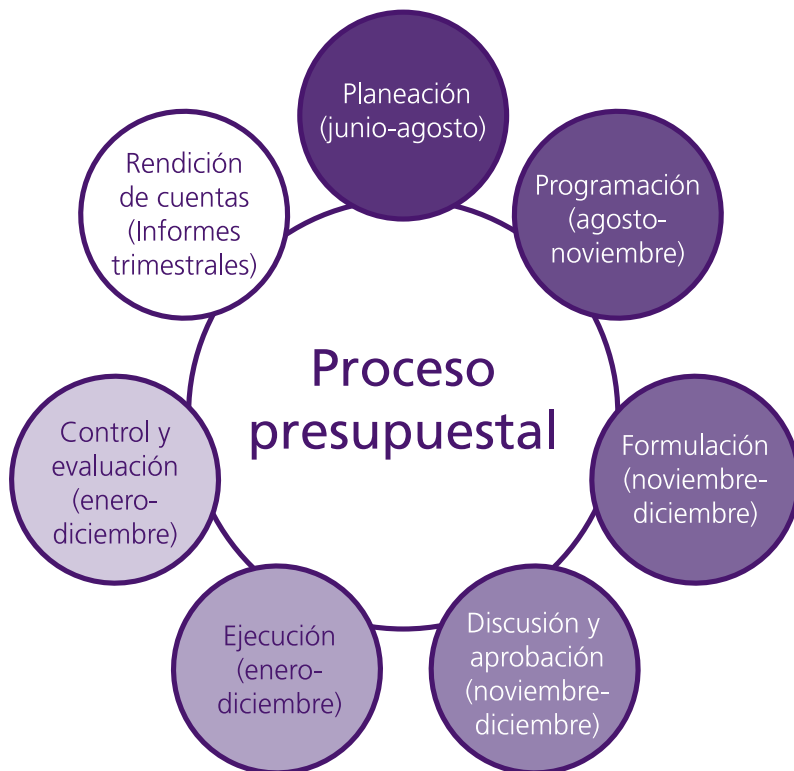 Planeación
(junio-agosto)
Programación
(agosto-
noviembre)
Formulación
(noviembre-
diciembre)
Discusión y
aprobación
(noviembre-
diciembre)
Ejecución
(enero-
diciembre)
Control y
evaluación
(enero-
diciembre)
Rendición
de cuentas
(Informes
trimestrales)
Proceso
presupuestal